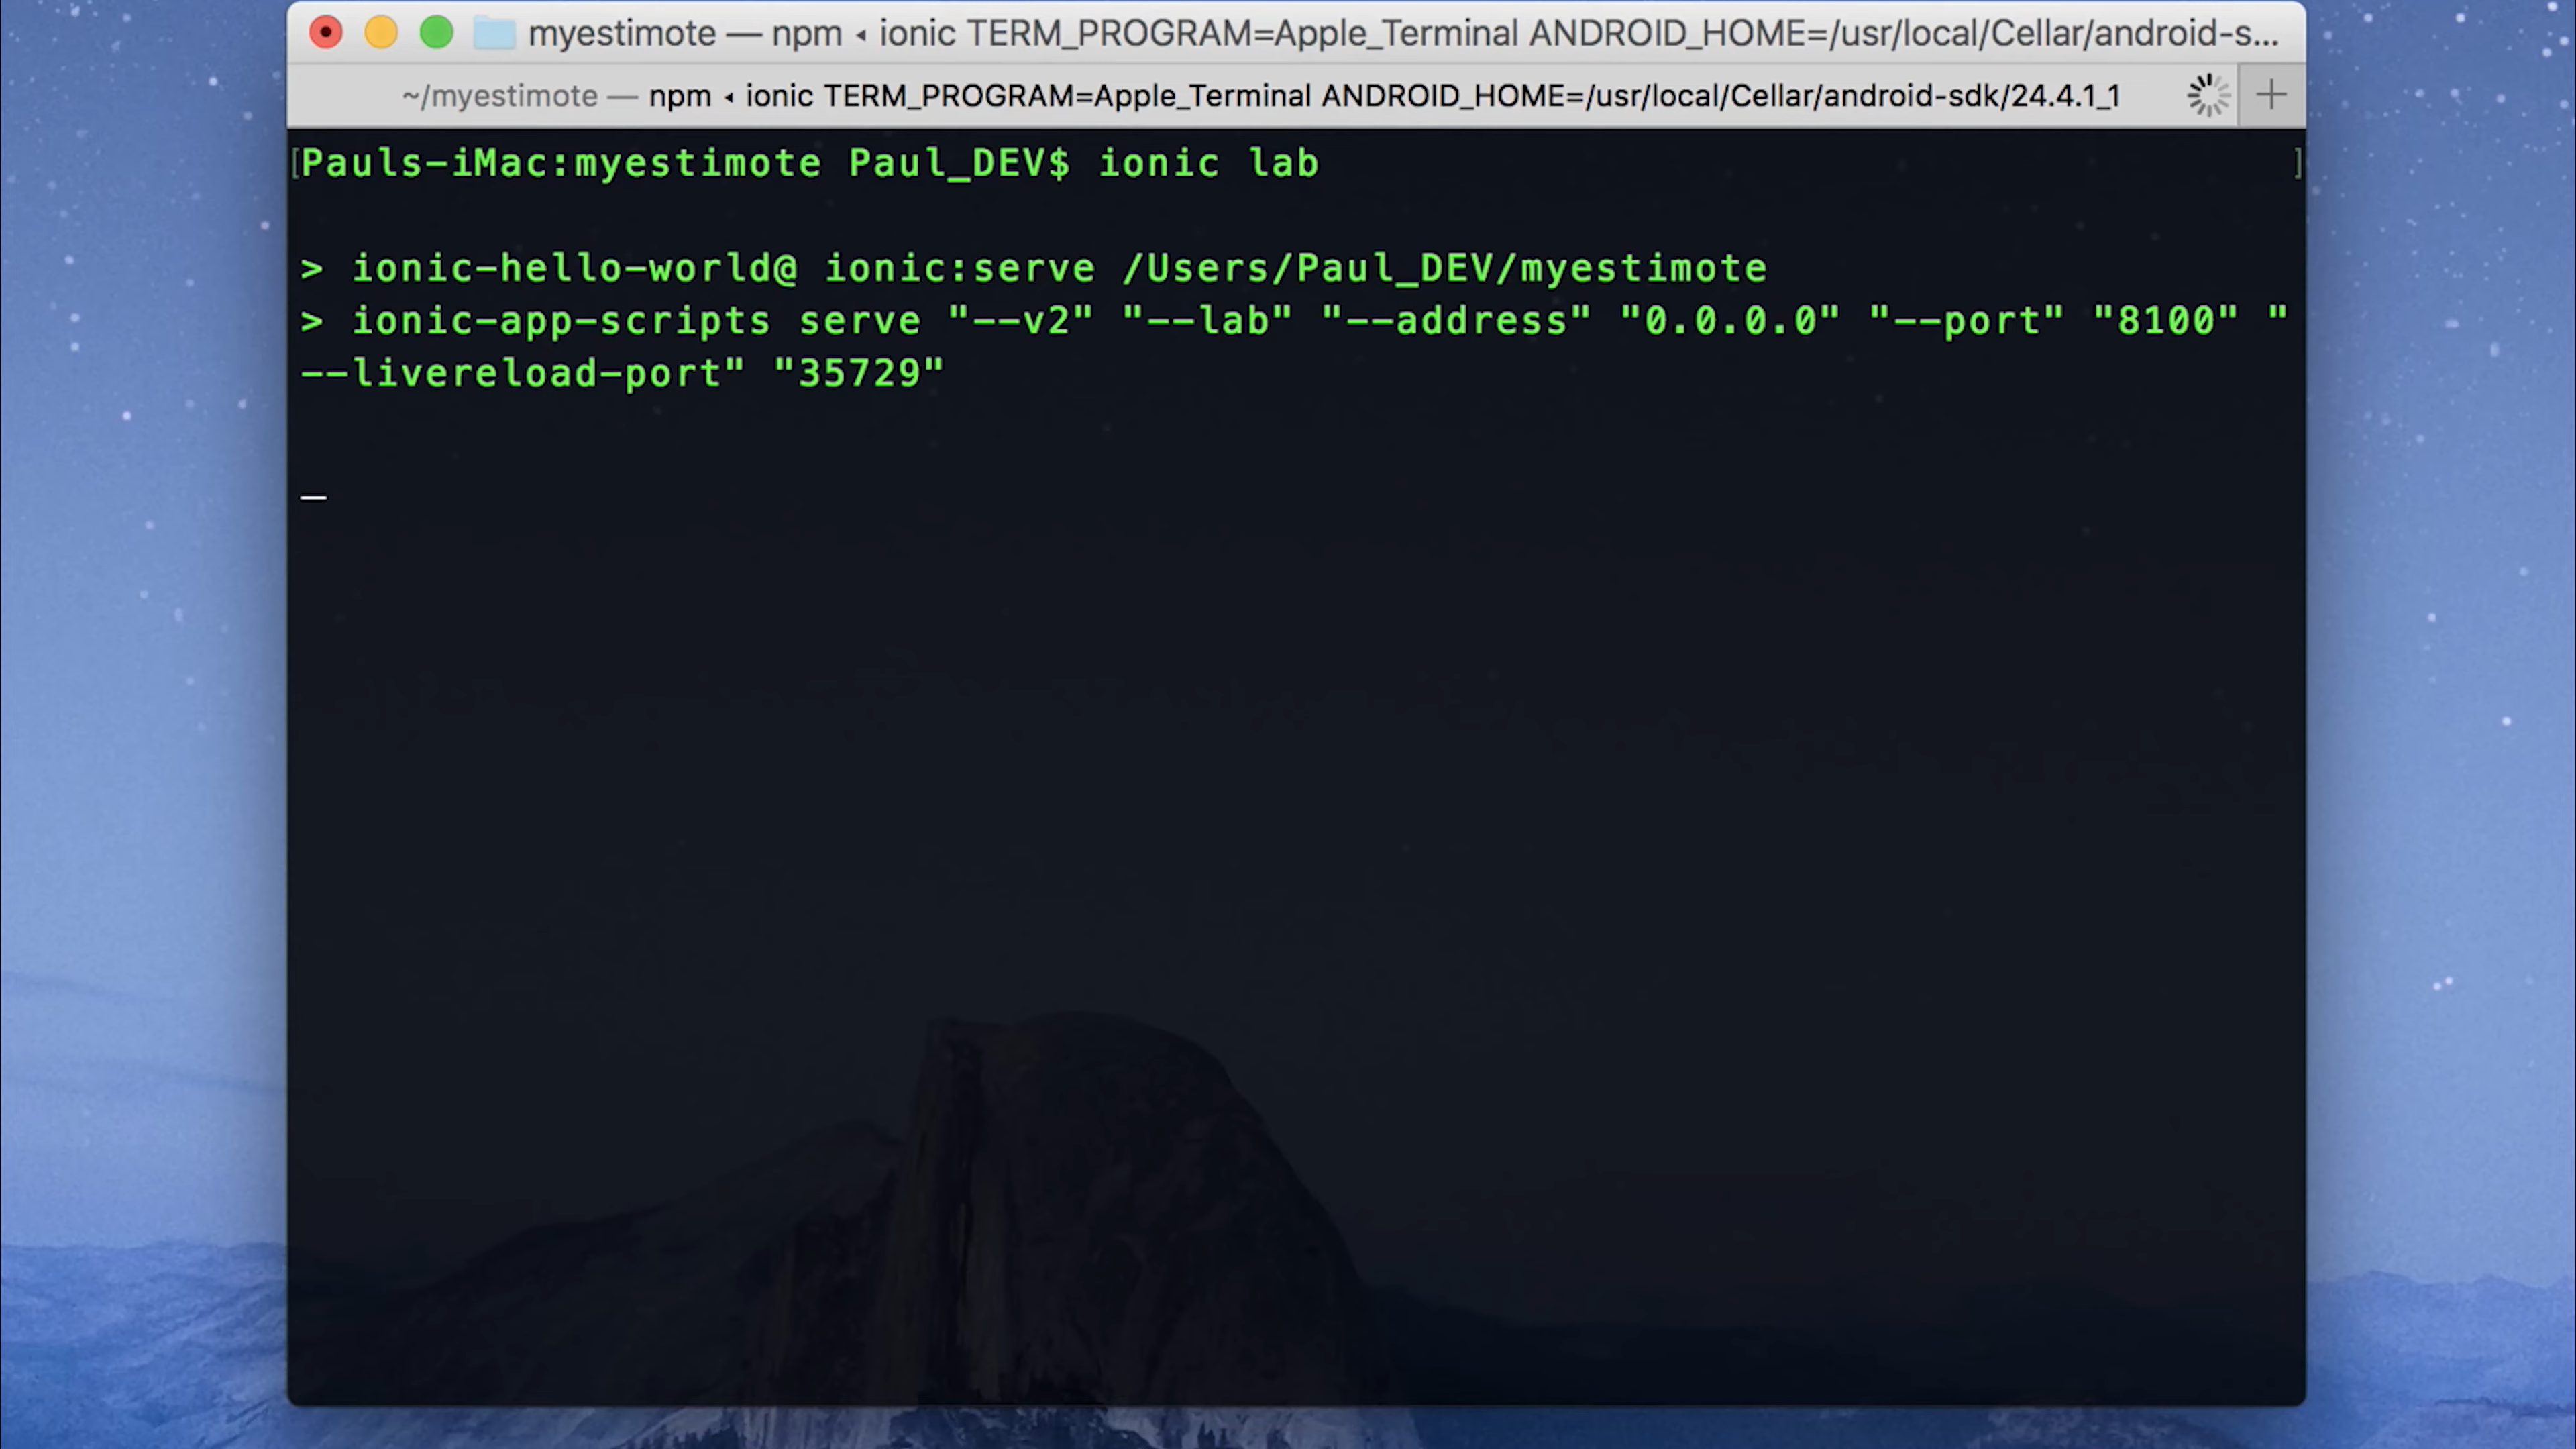 myestimote — npm ◂ ionic TERM_PROGRAM=Apple_Terminal ANDROID_HOME=/usr/local/Cellar/android-s...
~/myestimote — npm ◂ ionic TERM_PROGRAM=Apple_Terminal ANDROID_HOME=/usr/local/Cellar/android-sdk/24.4.1_1
[Pauls-iMac:myestimote Paul_DEV$ ionic lab ]
> ionic-hello-world@ ionic:serve /Users/Paul_DEV/myestimote
> ionic-app-scripts serve "--v2" "--lab" "--address" "0.0.0.0" "--port" "8100" "
--livereload-port" "35729"